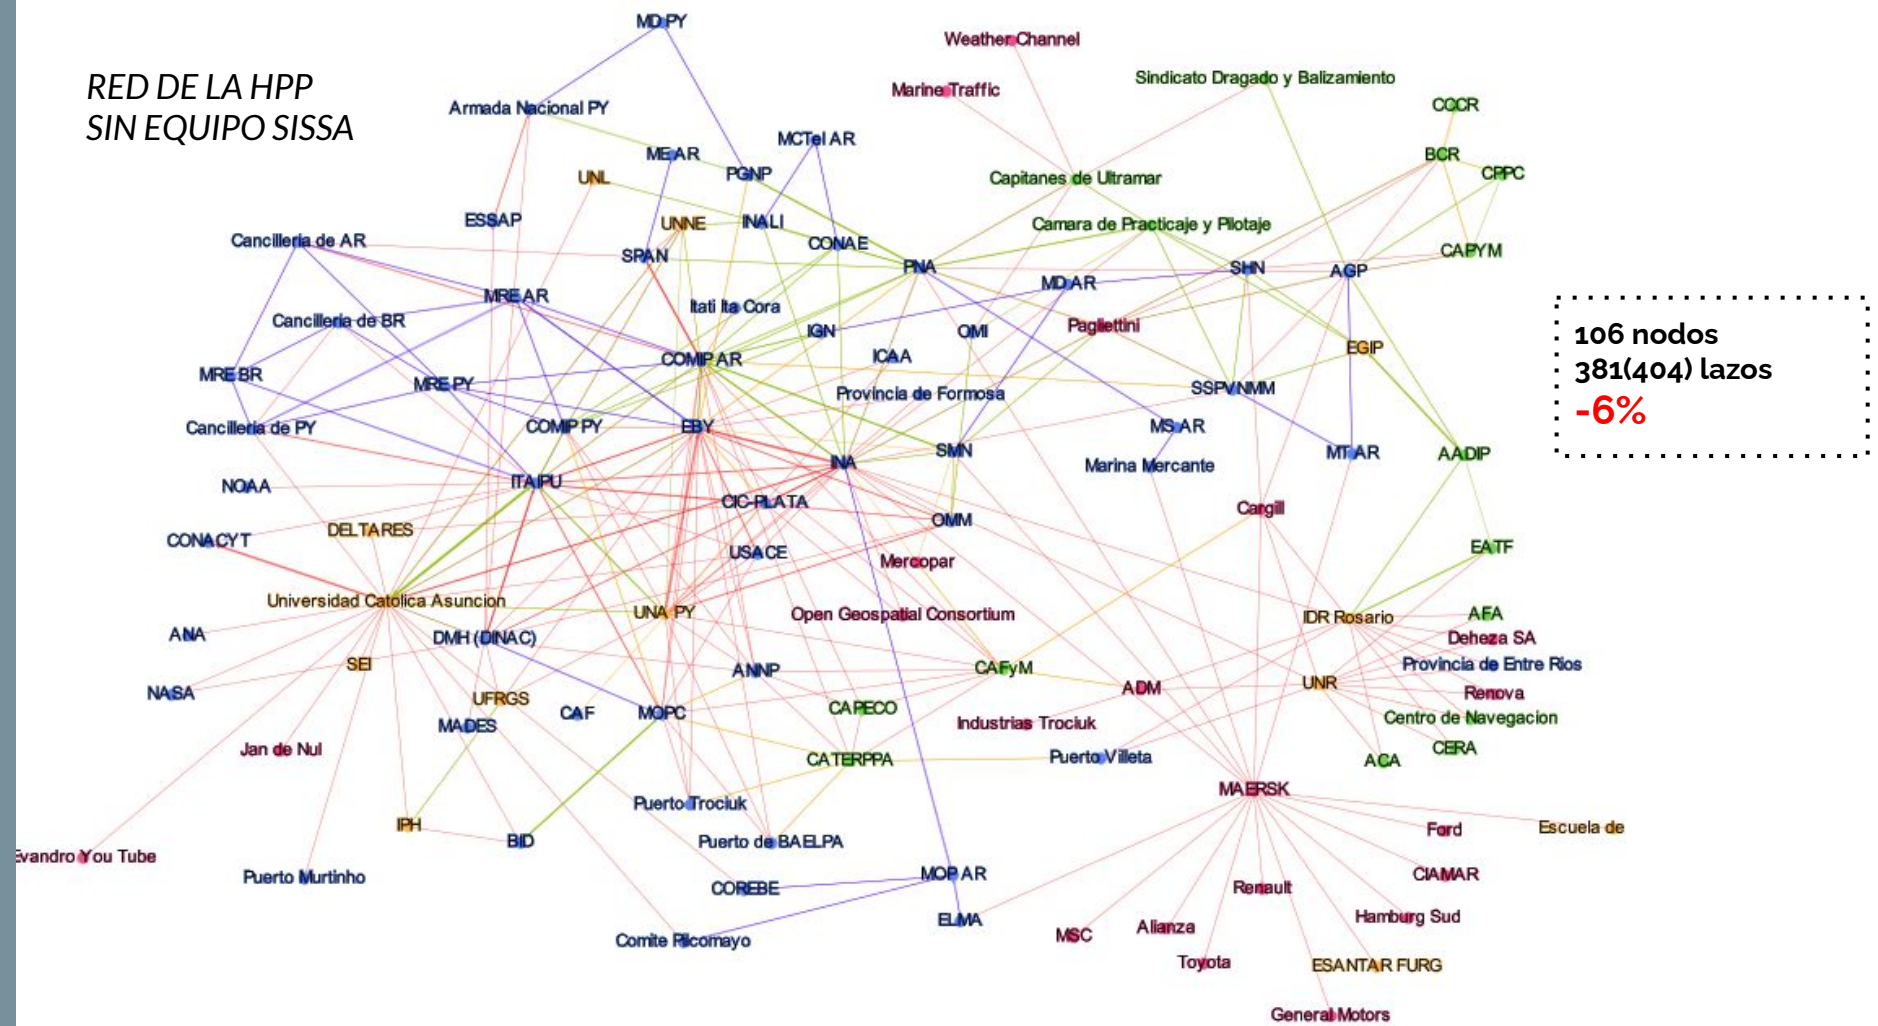 RED DE LA HPP
SIN EQUIPO SISSA
106 nodos
381(404) lazos
-6%
MD PY
Weather Channel
Sindicato Dragado y Balizamiento
Marine Traffic
CCCR
Armada Nacional PY
MCTel AR
ME AR
BCR
PGNP
CPPC
UNL
Capitanes de Ultramar
ESSAP
UNNE
INALI
Camara de Practicaje y Pilotaje
Cancilleria de AR
CONAE
CAPYM
SPAN
PNA
SHN
AGP
MD AR
MRE AR
Itati Ita Cora
Cancilleria de BR
IGN
OMI
Pagliettini
EGIP
COMIP AR
ICAA
MRE BR
MRE PY
Provincia de Formosa
SSPVNMM
Cancilleria de PY
COMIP PY
EBY
MS AR
SMN
MT AR
AADIP
INA
Marina Mercante
ITAIPU
NOAA
CIC-PLATA
Cargill
OMM
DELTARES
CONACYT
USACE
EATF
Mercopar
Universidad Catolica Asuncion
UNA PY
Open Geospatial Consortium
IDR Rosario
AFA
ANA
DMH (DINAC)
Deheza SA
SEI
Provincia de Entre Rios
ANNP
CAFyM
UNR
ADM
NASA
Renova
UFRGS
CAF
MOPC
CAPECO
MADES
Industrias Trociuk
Centro de Navegacion
Jan de Nul
CERA
CATERPPA
Puerto Villeta
ACA
MAERSK
Puerto Trociuk
IPH
Ford
Escuela de
BID
Puerto de BAELPA
Evandro You Tube
Puerto Murtinho
MOP AR
CIAMAR
COREBE
Renault
ELMA
Hamburg Sud
Alianza
MSC
Comite Pilcomayo
Toyota
ESANTAR FURG
General Motors